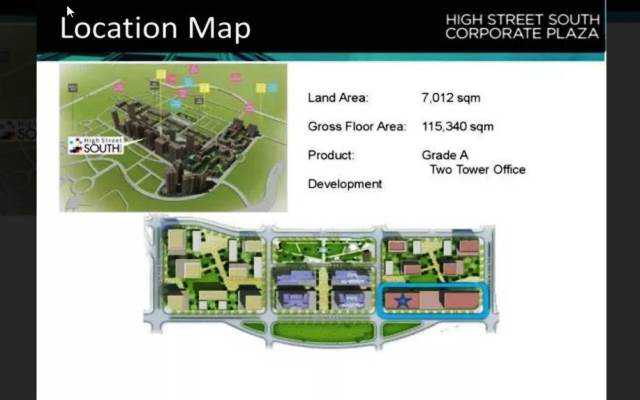 Location Map
HIGH STREET SOUTH
CORPORATE PLAZA
High Street
SOUTH
Land Area: 7,012 sqm
Gross Floor Area: 115,340 sqm
Product: Grade A
Two Tower Office
Development